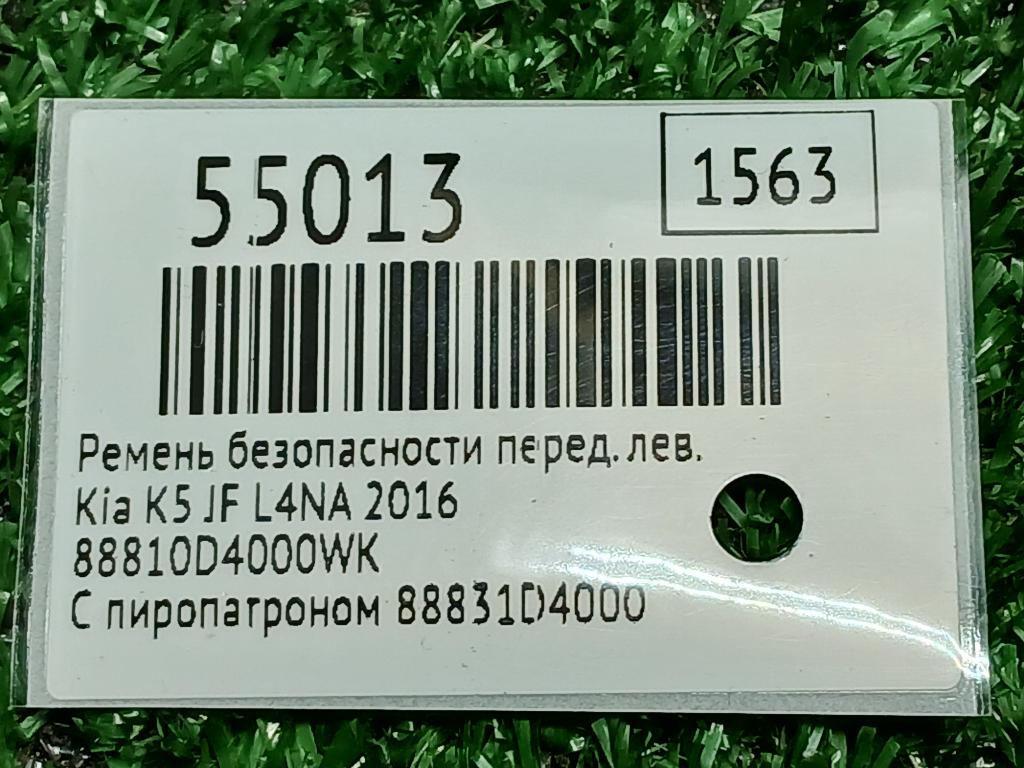 55013
1563
Ремень безопасности перед. лев.
Kia K5 JF L4NA 2016
88810D4000WK
С пиропатроном 88831D4000